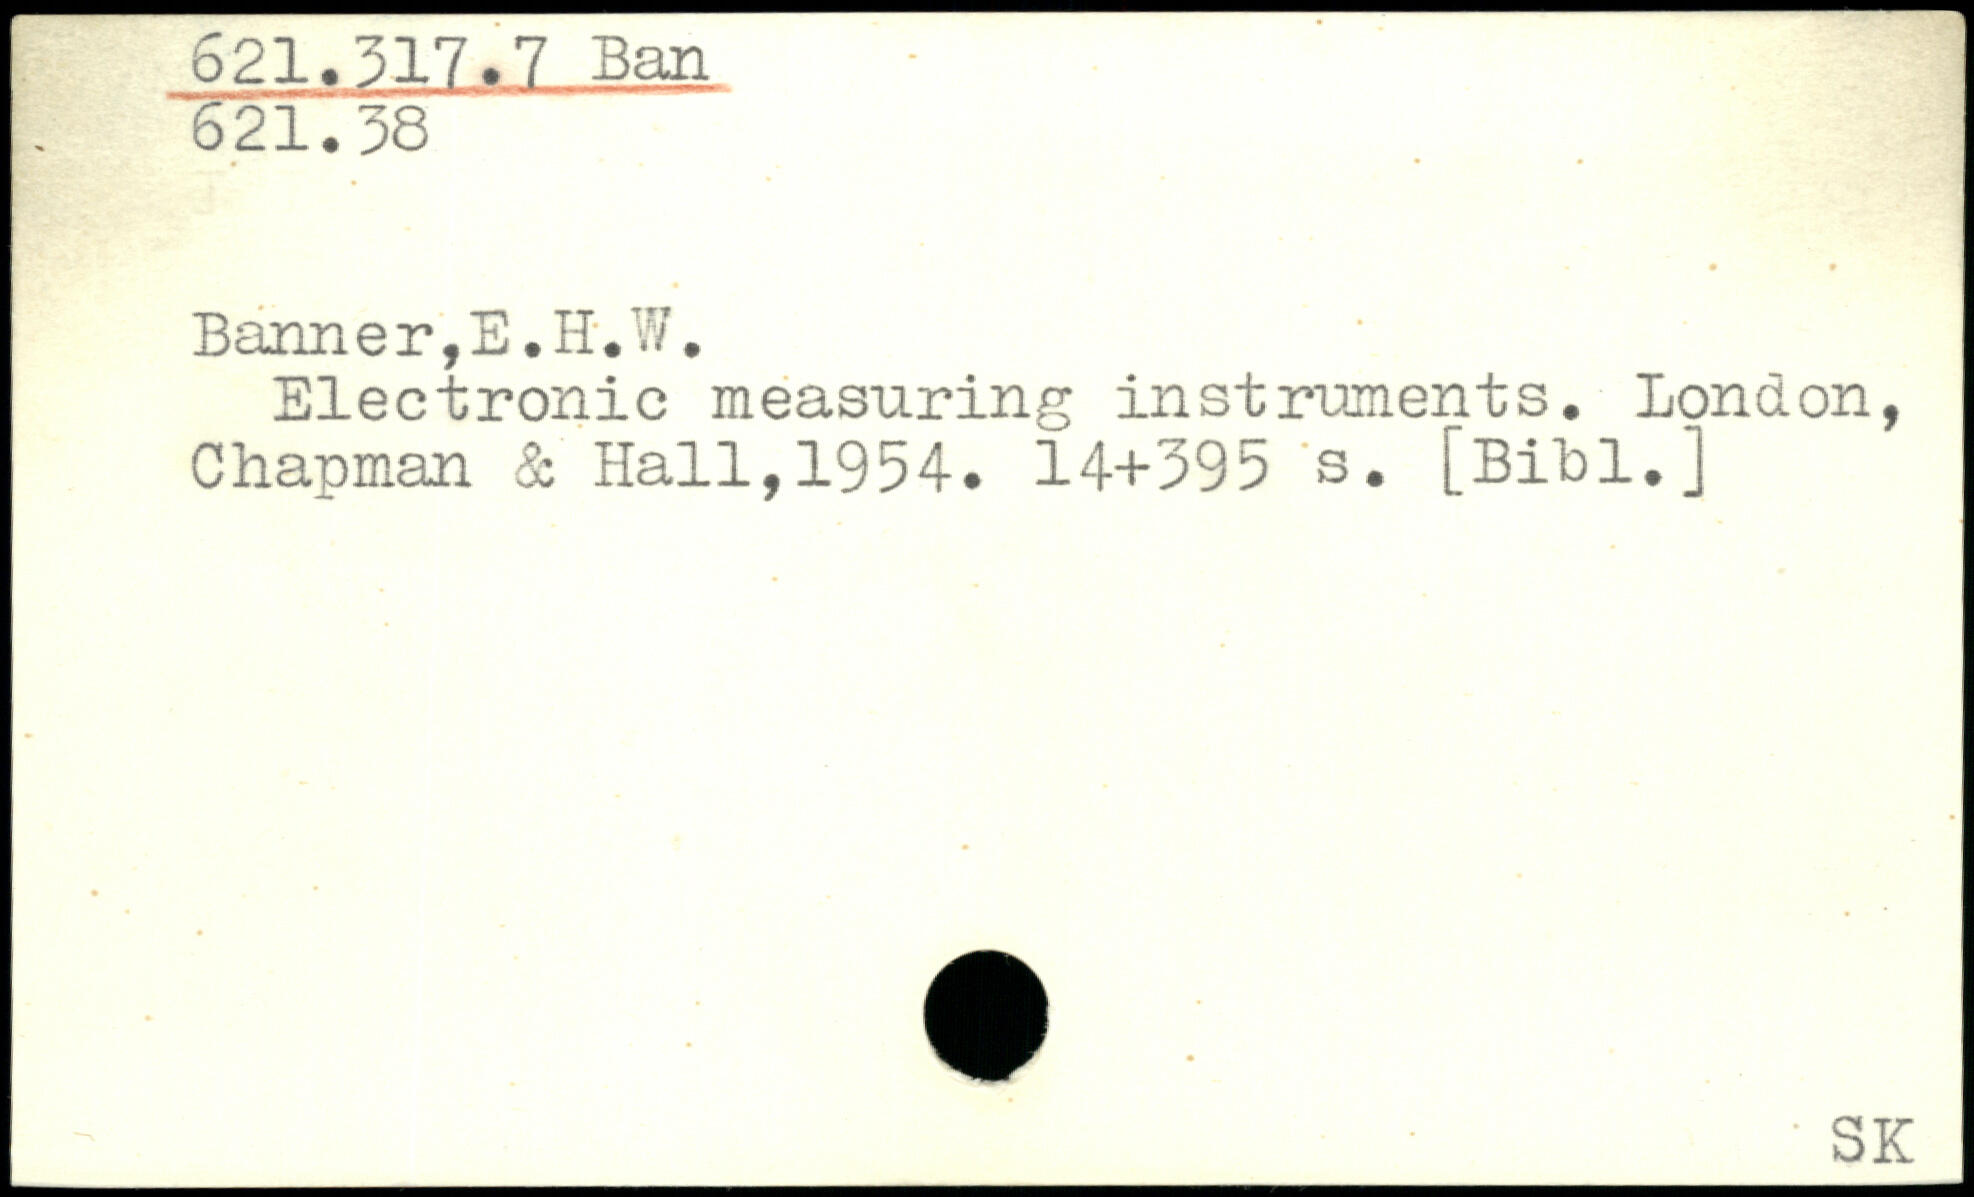 621.317.7 Ban
621.38
Banner,E.H.W.
Electronic measuring instruments. London,
Chapman & Hall,1954. 14+395 s. [Bibl.]
SK